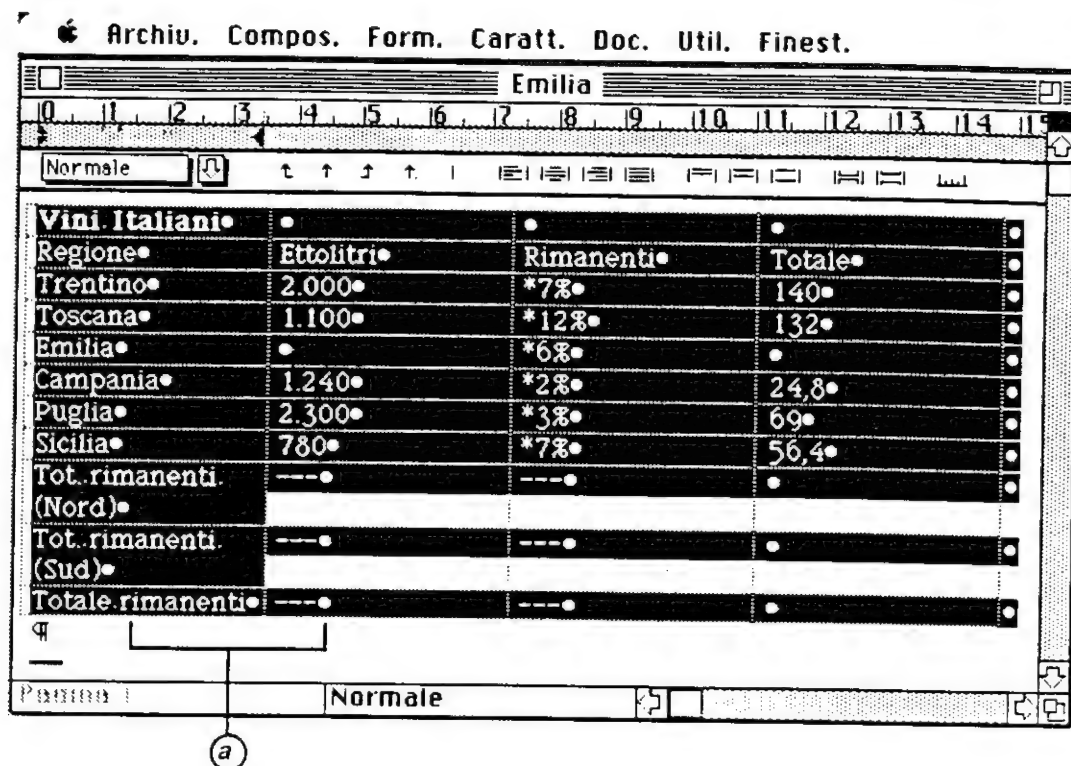 Archiv. Compos. Form. Caratt. Doc. Util. Finest.
Emilia
0 1 2 3 4 5 6 7 8 9 10 11 12 13 14 15
Normale
Vini Italiani
Regione Ettolitri Rimanenti Totale
Trentino 2.000 *7% 140
Toscana 1.100 *12% 132
Emilia *6%
Campania 1.240 *2% 24,8
Puglia 2.300 *3% 69
Sicilia 780 *7% 56,4
Tot. rimanenti --- ---
(Nord)
Tot. rimanenti --- ---
(Sud)
Totale rimanenti --- ---
¶
Pagina 1 Normale
a